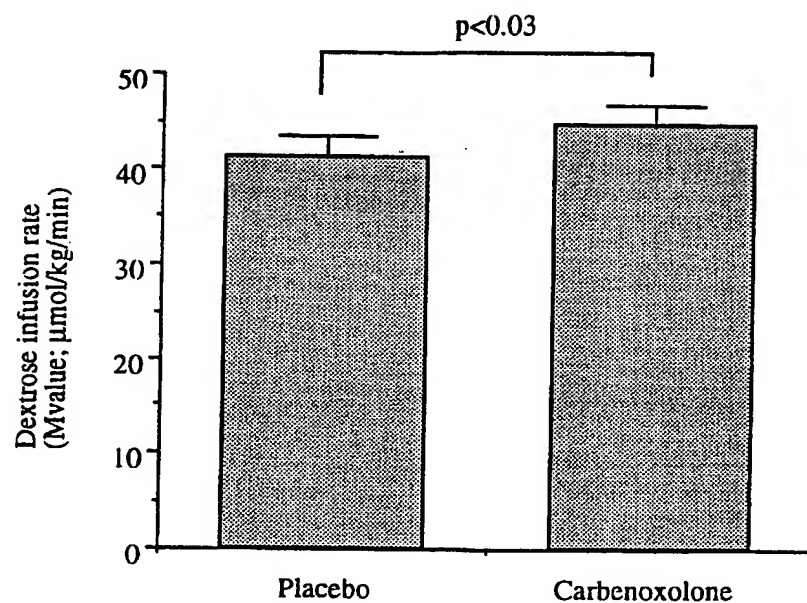 p<0.03
50
40
30
20
10
0
Dextrose infusion rate
(Mvalue; μmol/kg/min)
Placebo
Carbenoxolone